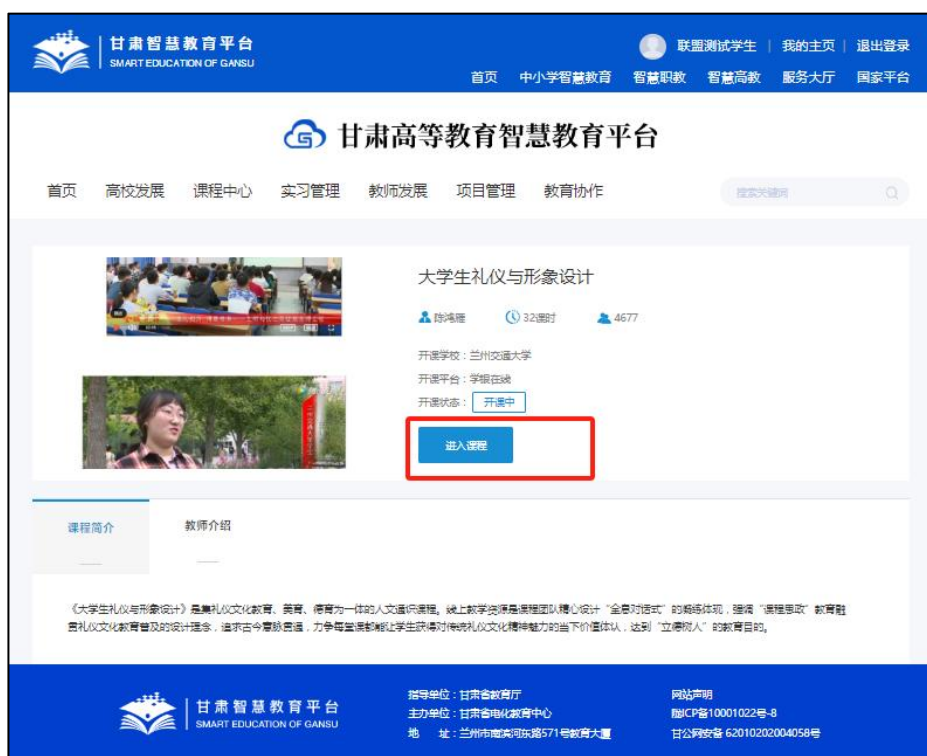 甘肃智慧教育平台
SMART EDUCATION OF GANSU
联盟测试学生 | 我的主页 | 退出登录
首页 中小学智慧教育 智慧职教 智慧高教 服务大厅 国家平台
甘肃高等教育智慧教育平台
首页 高校发展 课程中心 实习管理 教师发展 项目管理 教育协作 搜索关键词
大学生礼仪与形象设计
陈鸿雁 32课时 4677
开课学校：兰州交通大学
开课平台：学银在线
开课状态： 开课中
进入课程
课程简介 教师介绍
《大学生礼仪与形象设计》是集礼仪文化教育、美育、德育为一体的人文通识课程。线上教学资源是课程团队精心设计“全息对话式”的凝练体现，强调“课程思政”教育融
贯礼仪文化教育普及的设计理念，追求古今意脉贯通，力争每堂课都能让学生获得对传统礼仪文化精神魅力的当下价值体认，达到“立德树人”的教育目的。
甘肃智慧教育平台
SMART EDUCATION OF GANSU
指导单位：甘肃省教育厅
主办单位：甘肃省电化教育中心
地 址：兰州市南滨河东路571号教育大厦
网站声明
陇ICP备10001022号-8
甘公网安备 62010202004058号